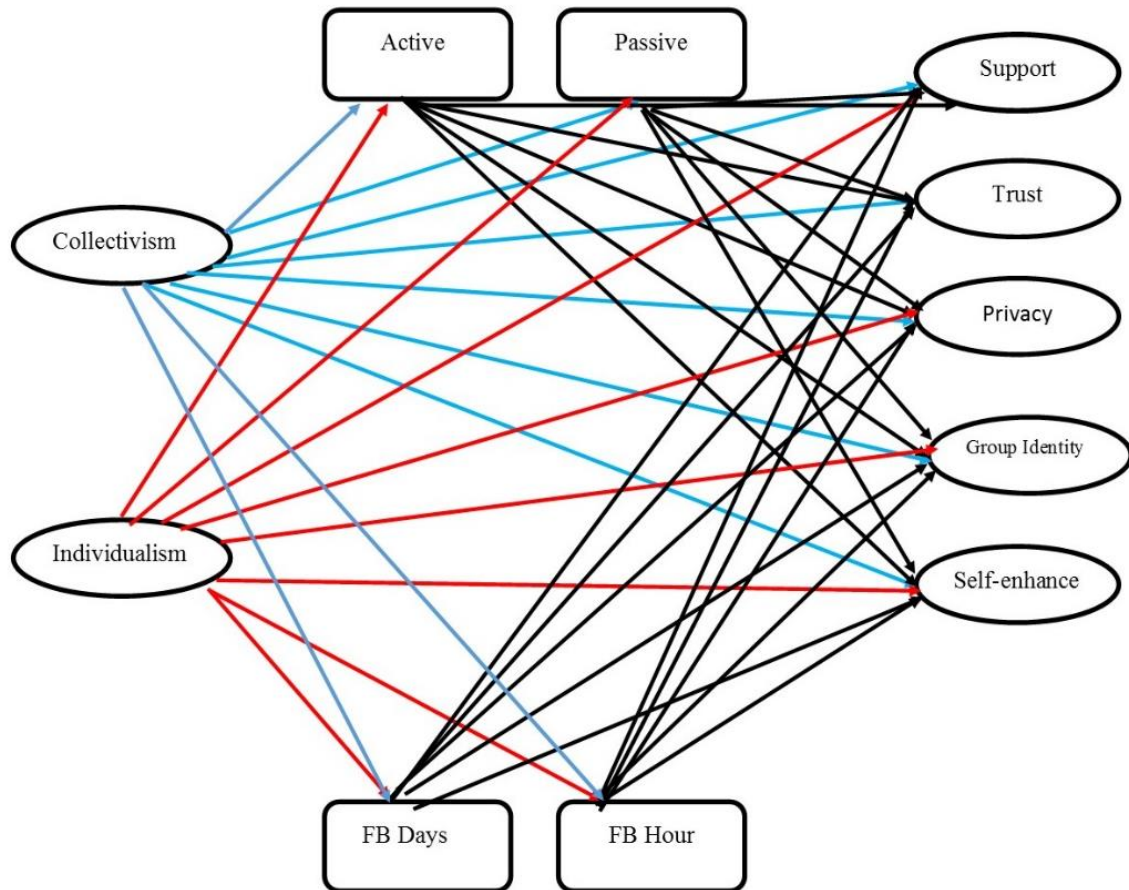 Active
Passive
Support
Trust
Collectivism
Privacy
Group Identity
Individualism
Self-enhance
FB Days
FB Hour